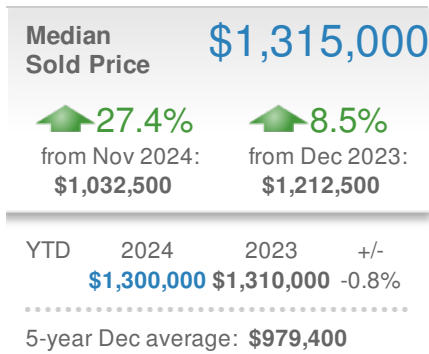 Median
Sold Price
$1,315,000
27.4%
from Nov 2024:
$1,032,500
8.5%
from Dec 2023:
$1,212,500
YTD 2024 2023 +/-
$1,300,000 $1,310,000 -0.8%
5-year Dec average: $979,400